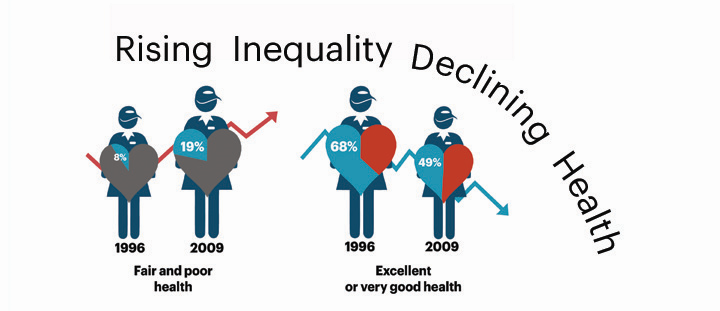 Rising Inequality Declining Health
8%
19%
68%
49%
1996
2009
1996
2009
Fair and poor
health
Excellent
or very good health